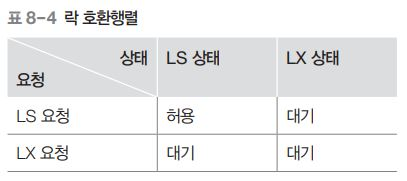 표 8-4 락 호환행렬
상태 LS 상태 LX 상태
요청
LS 요청 허용 대기
LX 요청 대기 대기